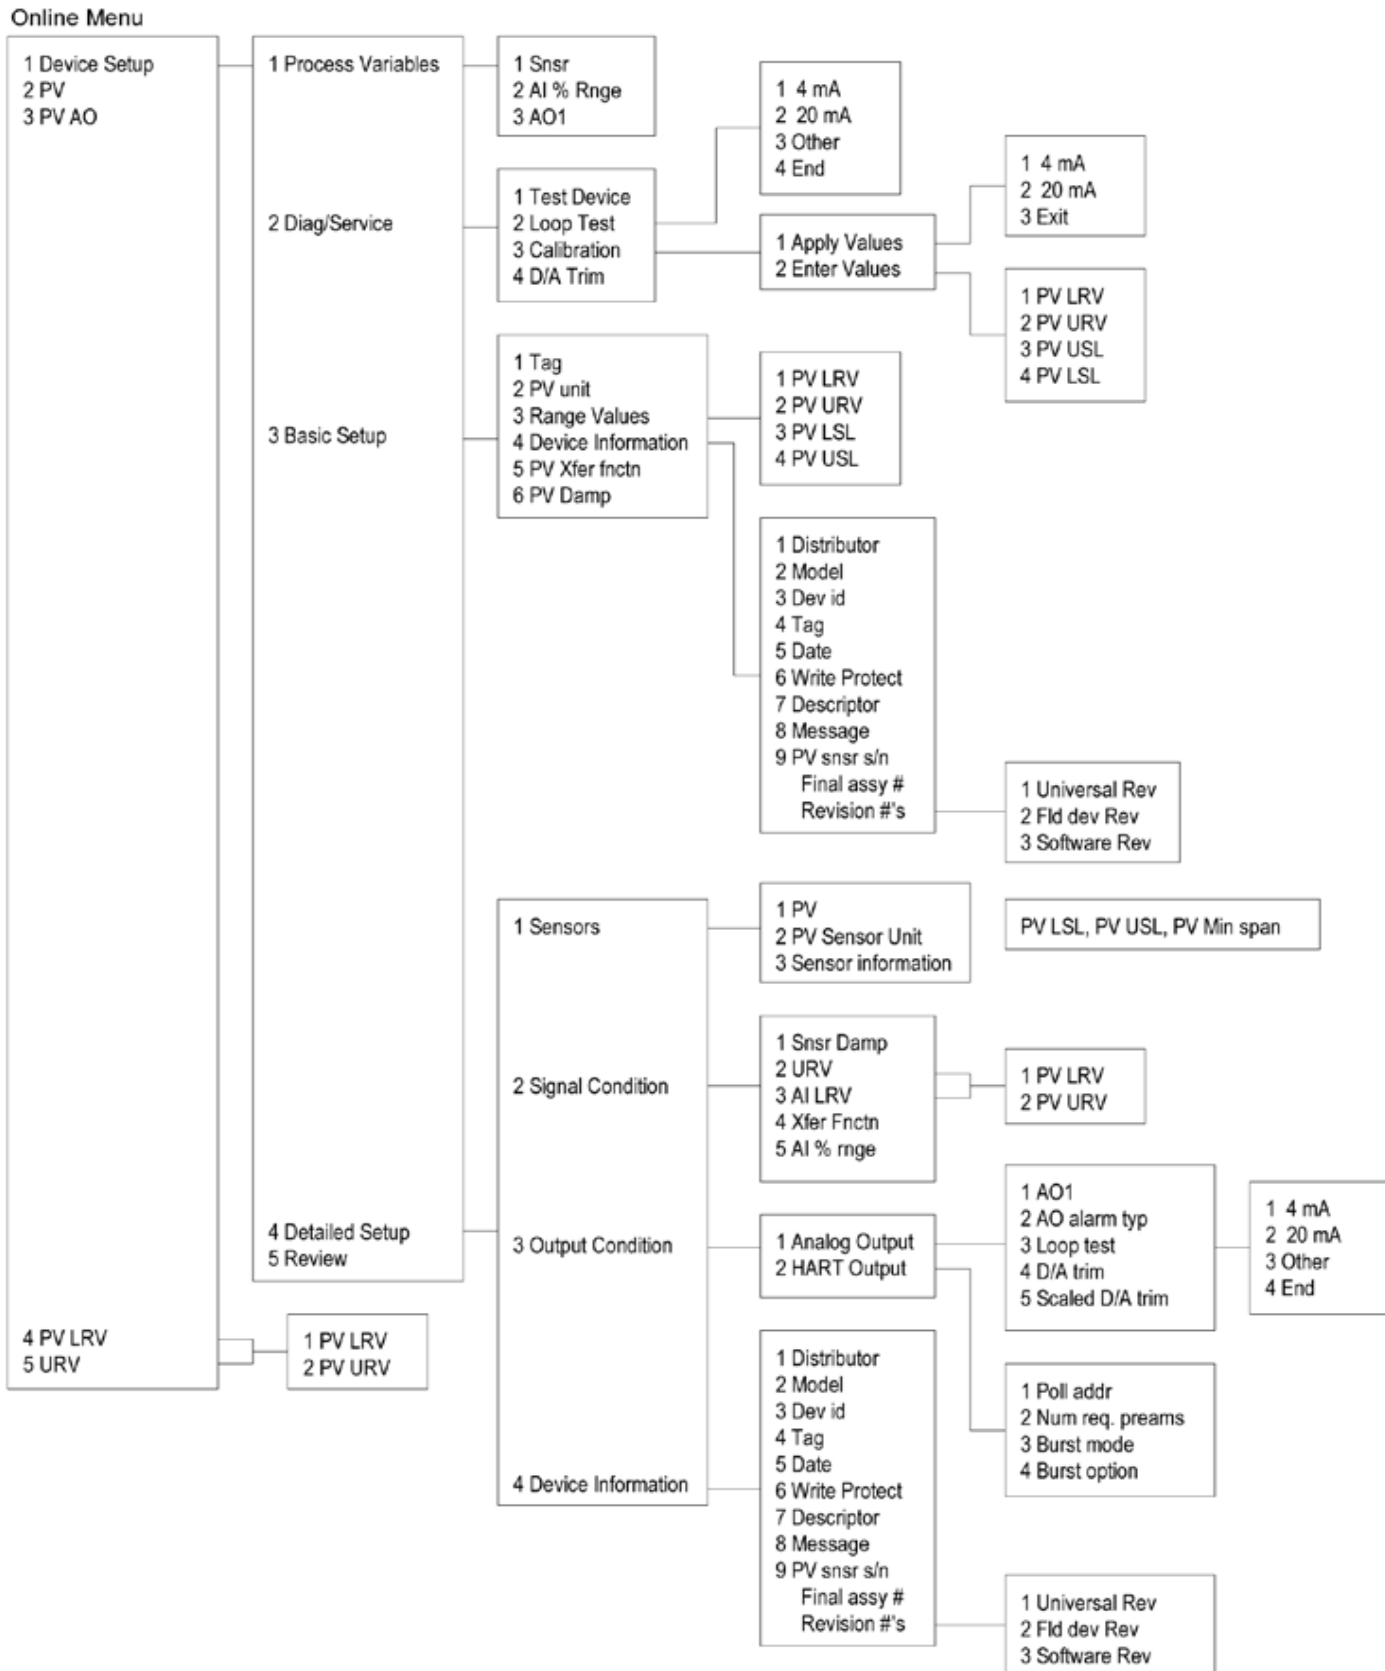 Online Menu
1 Device Setup
2 PV
3 PV AO
4 PV LRV
5 URV
1 PV LRV
2 PV URV
1 Process Variables
2 Diag/Service
3 Basic Setup
4 Detailed Setup
5 Review
1 Snsr
2 AI % Rnge
3 AO1
1 Test Device
2 Loop Test
3 Calibration
4 D/A Trim
1 4 mA
2 20 mA
3 Other
4 End
1 Apply Values
2 Enter Values
1 4 mA
2 20 mA
3 Exit
1 PV LRV
2 PV URV
3 PV USL
4 PV LSL
1 Tag
2 PV unit
3 Range Values
4 Device Information
5 PV Xfer fnctn
6 PV Damp
1 PV LRV
2 PV URV
3 PV LSL
4 PV USL
1 Distributor
2 Model
3 Dev id
4 Tag
5 Date
6 Write Protect
7 Descriptor
8 Message
9 PV snsr s/n
Final assy #
Revision #'s
1 Universal Rev
2 Fld dev Rev
3 Software Rev
1 Sensors
2 Signal Condition
3 Output Condition
4 Device Information
1 PV
2 PV Sensor Unit
3 Sensor information
PV LSL, PV USL, PV Min span
1 Snsr Damp
2 URV
3 AI LRV
4 Xfer Fnctn
5 AI % rnge
1 PV LRV
2 PV URV
1 Analog Output
2 HART Output
1 AO1
2 AO alarm typ
3 Loop test
4 D/A trim
5 Scaled D/A trim
1 4 mA
2 20 mA
3 Other
4 End
1 Poll addr
2 Num req. preams
3 Burst mode
4 Burst option
1 Distributor
2 Model
3 Dev id
4 Tag
5 Date
6 Write Protect
7 Descriptor
8 Message
9 PV snsr s/n
Final assy #
Revision #'s
1 Universal Rev
2 Fld dev Rev
3 Software Rev